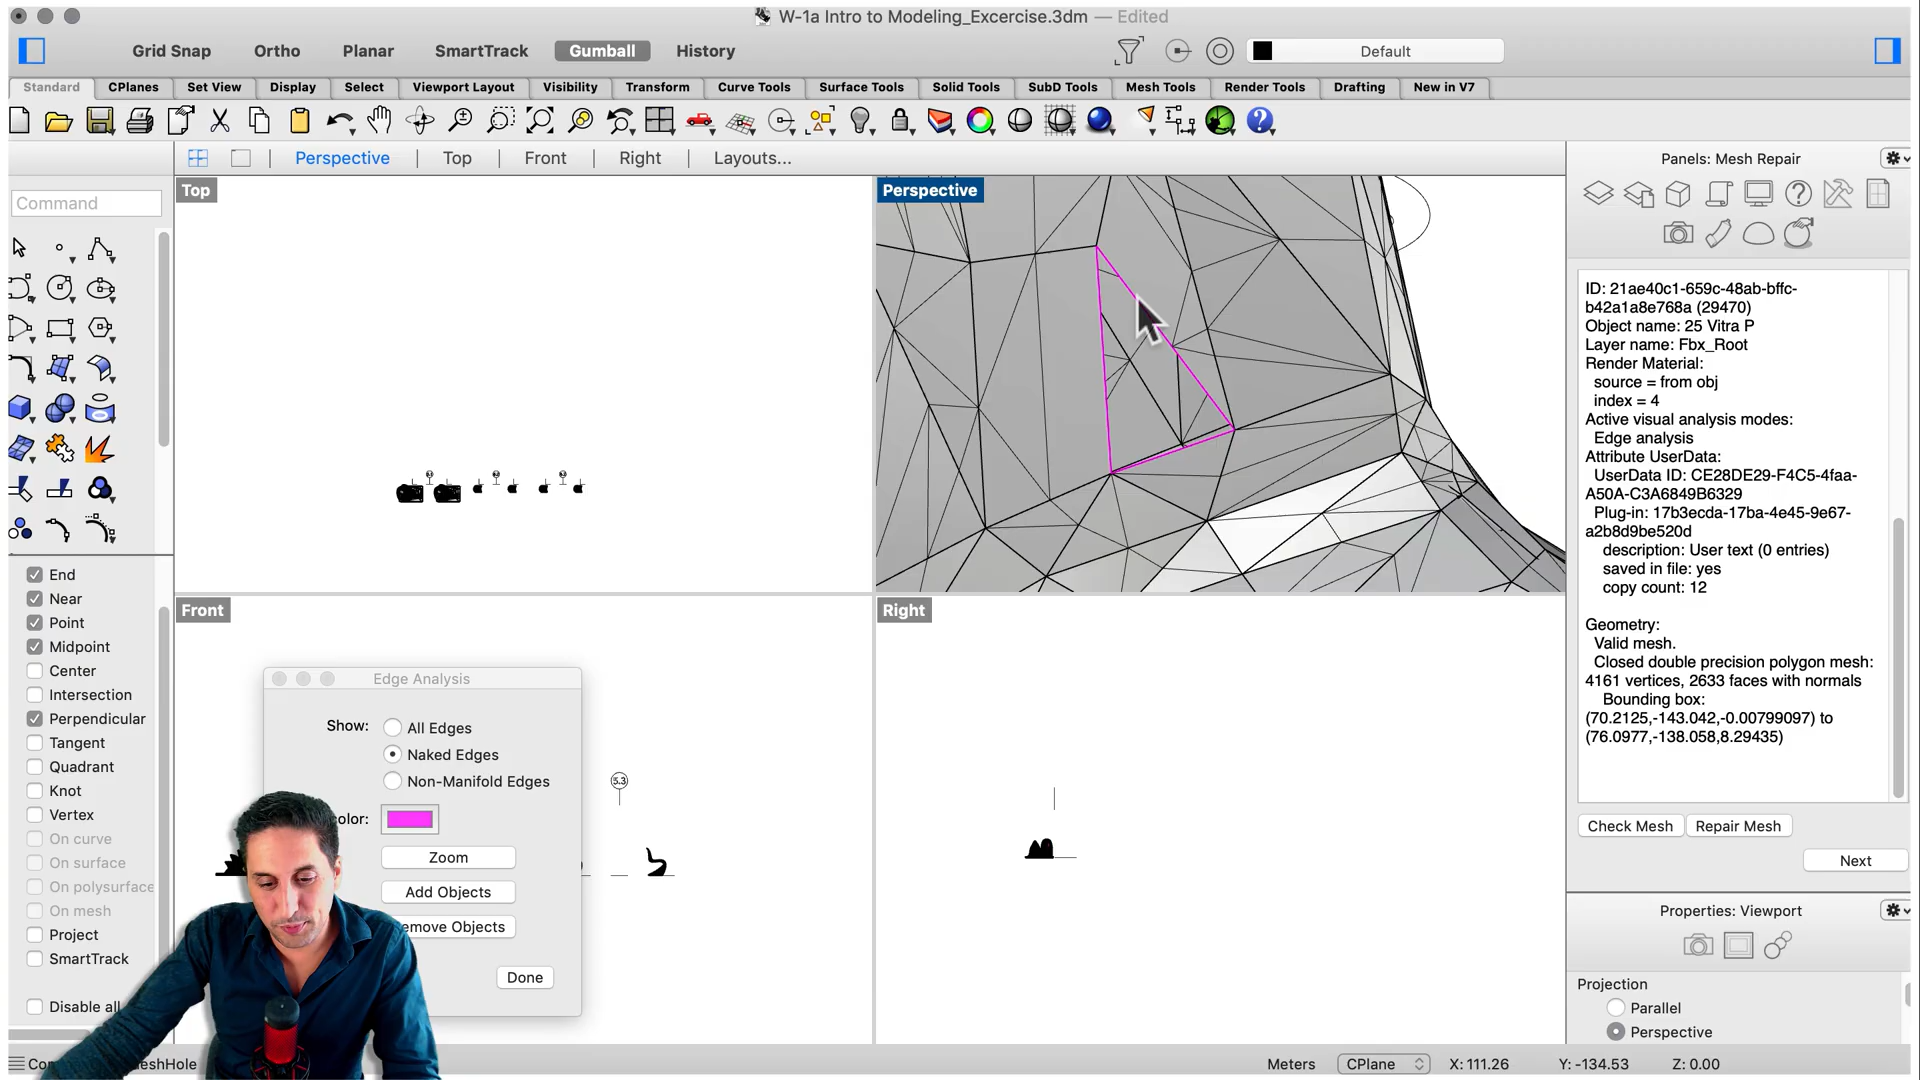 W-1a Intro to Modeling_Excercise.3dm — Edited
Grid Snap Ortho Planar SmartTrack Gumball History Default
Standard CPlanes Set View Display Select Viewport Layout Visibility Transform Curve Tools Surface Tools Solid Tools SubD Tools Mesh Tools Render Tools Drafting New in V7
Perspective Top Front Right Layouts...
Panels: Mesh Repair
Command
Top
Perspective
ID: 21ae40c1-659c-48ab-bffc-
b42a1a8e768a (29470)
Object name: 25 Vitra P
Layer name: Fbx_Root
Render Material:
source = from obj
index = 4
Active visual analysis modes:
Edge analysis
Attribute UserData:
UserData ID: CE28DE29-F4C5-4faa-
A50A-C3A6849B6329
Plug-in: 17b3ecda-17ba-4e45-9e67-
a2b8d9be520d
description: User text (0 entries)
saved in file: yes
copy count: 12
Geometry:
Valid mesh.
Closed double precision polygon mesh:
4161 vertices, 2633 faces with normals
Bounding box:
(70.2125,-143.042,-0.00799097) to
(76.0977,-138.058,8.29435)
Check Mesh Repair Mesh
Next
End
Near
Point
Midpoint
Center
Intersection
Perpendicular
Tangent
Quadrant
Knot
Vertex
On curve
On surface
On polysurface
On mesh
Project
SmartTrack
Disable all
Front
Right
Edge Analysis
Show: All Edges
Naked Edges
Non-Manifold Edges
olor:
Zoom
Add Objects
emove Objects
Done
5.3
Properties: Viewport
Projection
Parallel
Perspective
Co eshHole
Meters CPlane X: 111.26 Y: -134.53 Z: 0.00